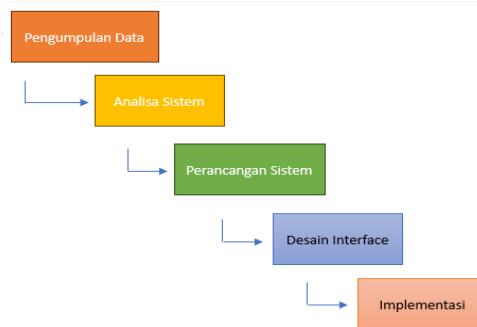 Pengumpulan Data
Analisa Sistem
Perancangan Sistem
Desain Interface
Implementasi